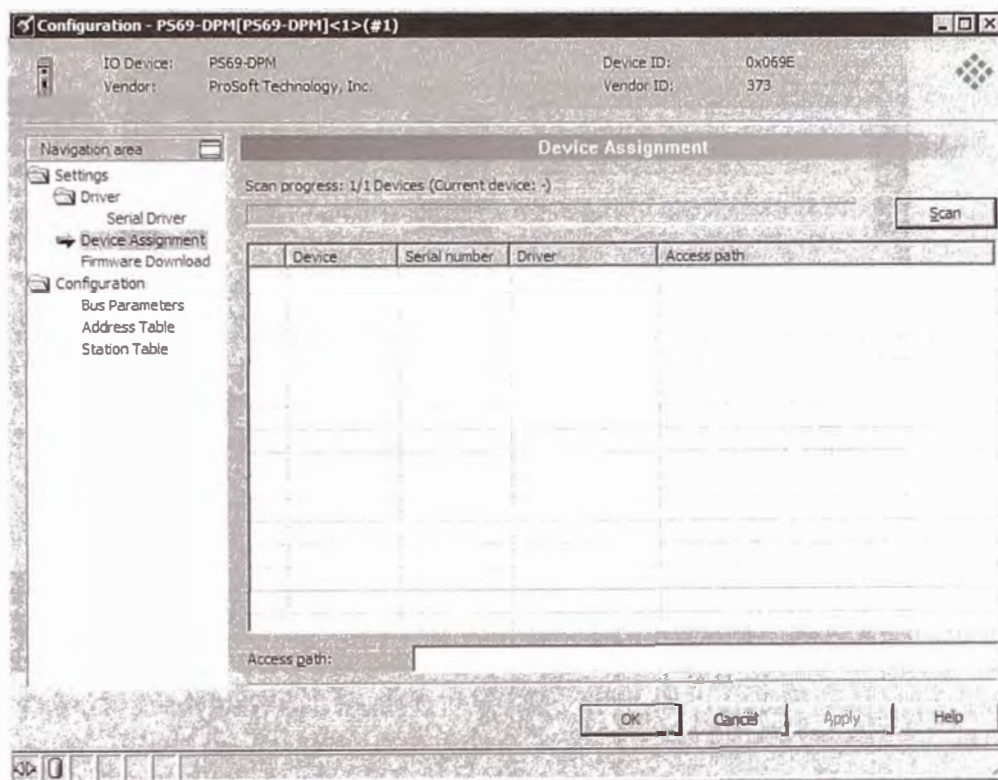 Configuration - PS69-DPM[PS69-DPM]<1>(#1)
IO Device: PS69-DPM Device ID: 0x069E
Vendor: ProSoft Technology, Inc. Vendor ID: 373
Navigation area
Settings
Driver
Serial Driver
Device Assignment
Firmware Download
Configuration
Bus Parameters
Address Table
Station Table
Device Assignment
Scan progress: 1/1 Devices (Current device: -)
Scan
Device Serial number Driver Access path
Access path:
OK Cancel Apply Help